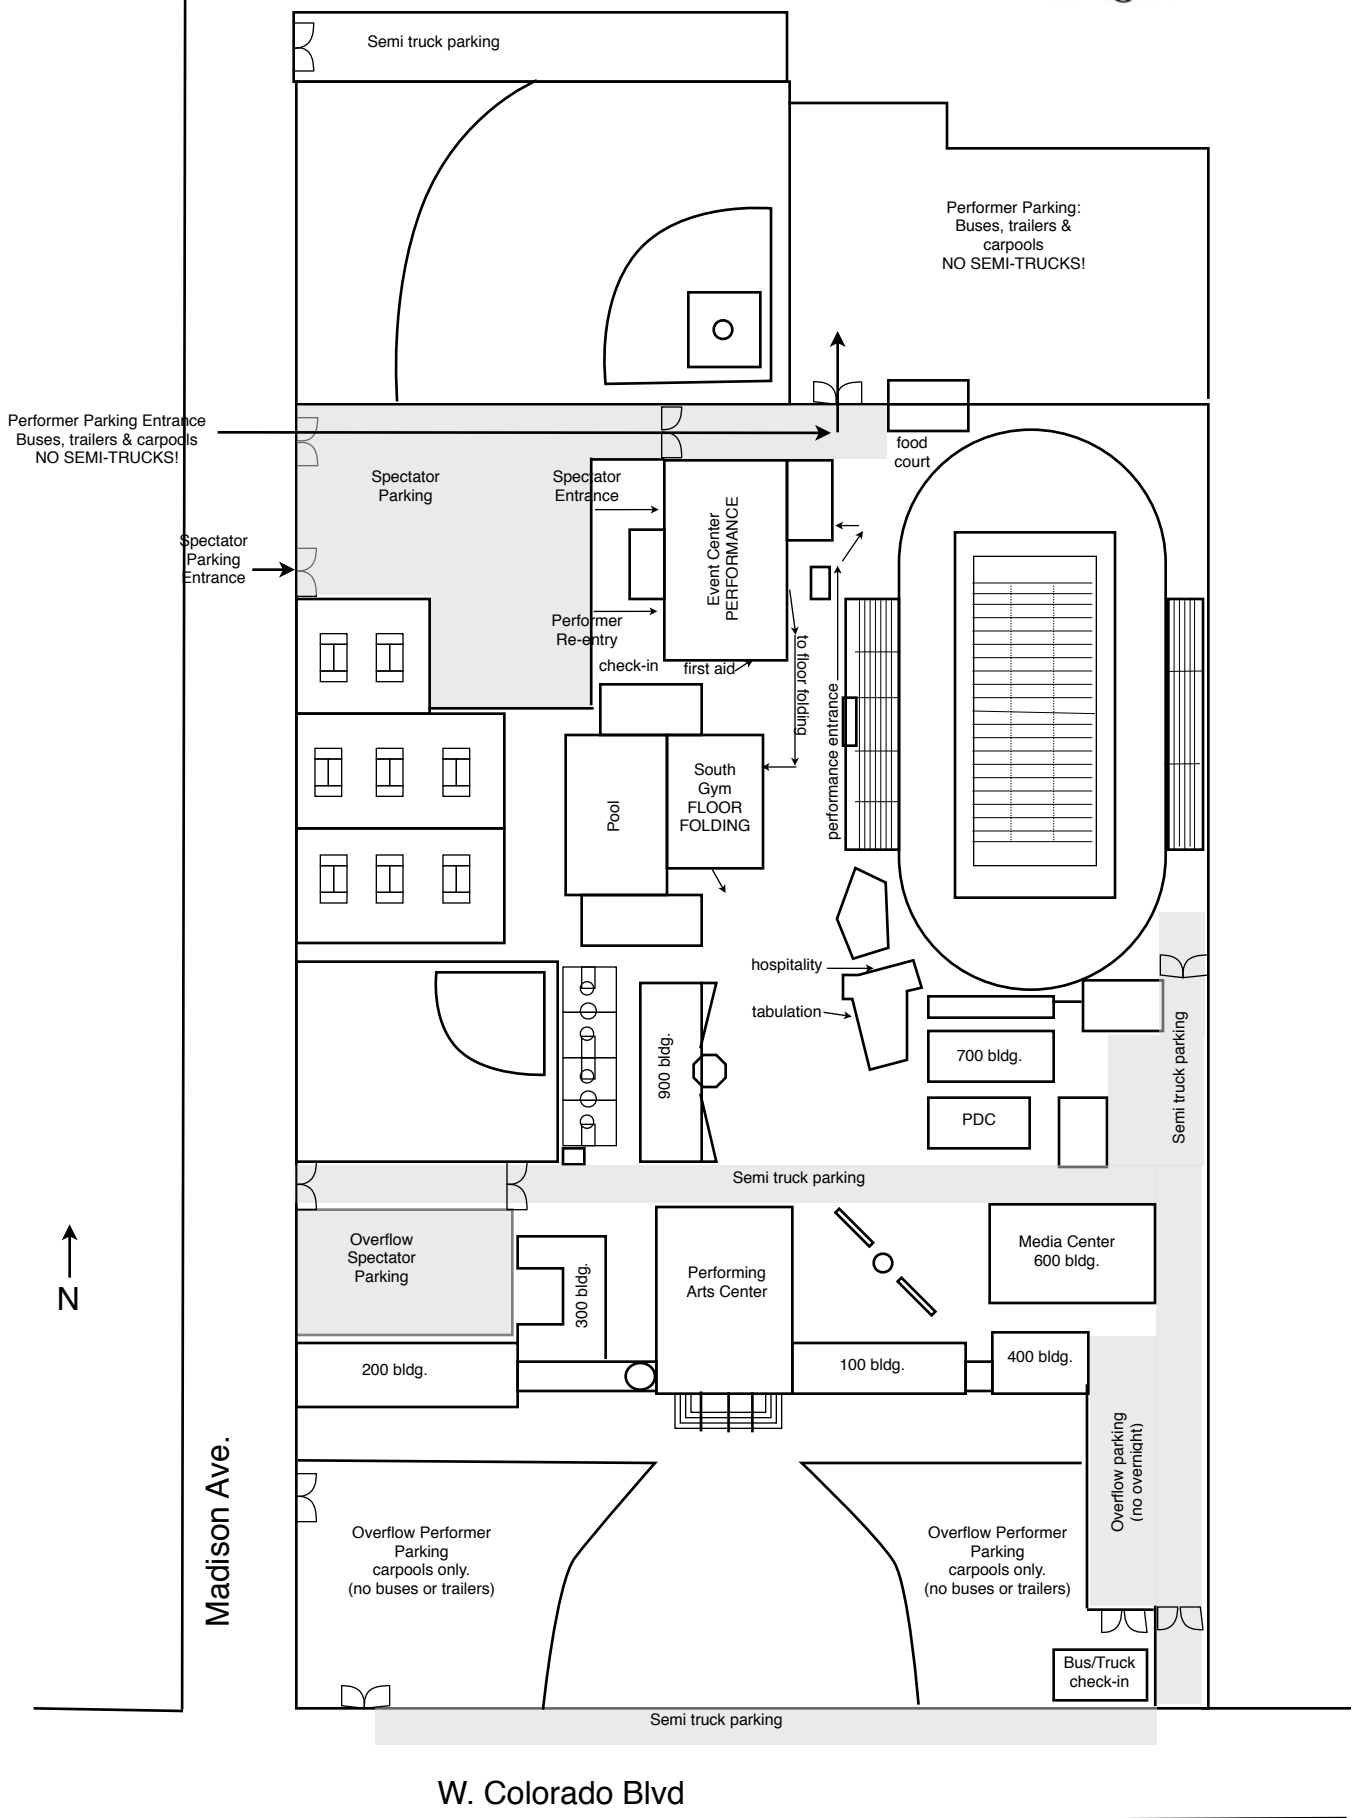 Semi truck parking
Performer Parking:
Buses, trailers &
carpools
NO SEMI-TRUCKS!
Performer Parking Entrance
Buses, trailers & carpools
NO SEMI-TRUCKS!
food
court
Spectator
Parking
Spectator
Entrance
Event Center
PERFORMANCE
Spectator
Parking
Entrance
Performer
Re-entry
check-in
first aid
to floor folding
performance entrance
South
Gym
FLOOR
FOLDING
Pool
hospitality
tabulation
900 bldg.
700 bldg.
PDC
Semi truck parking
Semi truck parking
Overflow
Spectator
Parking
300 bldg.
Performing
Arts Center
Media Center
600 bldg.
N
200 bldg.
100 bldg.
400 bldg.
Madison Ave.
Overflow parking
(no overnight)
Overflow Performer
Parking
carpools only.
(no buses or trailers)
Overflow Performer
Parking
carpools only.
(no buses or trailers)
Bus/Truck
check-in
Semi truck parking
W. Colorado Blvd